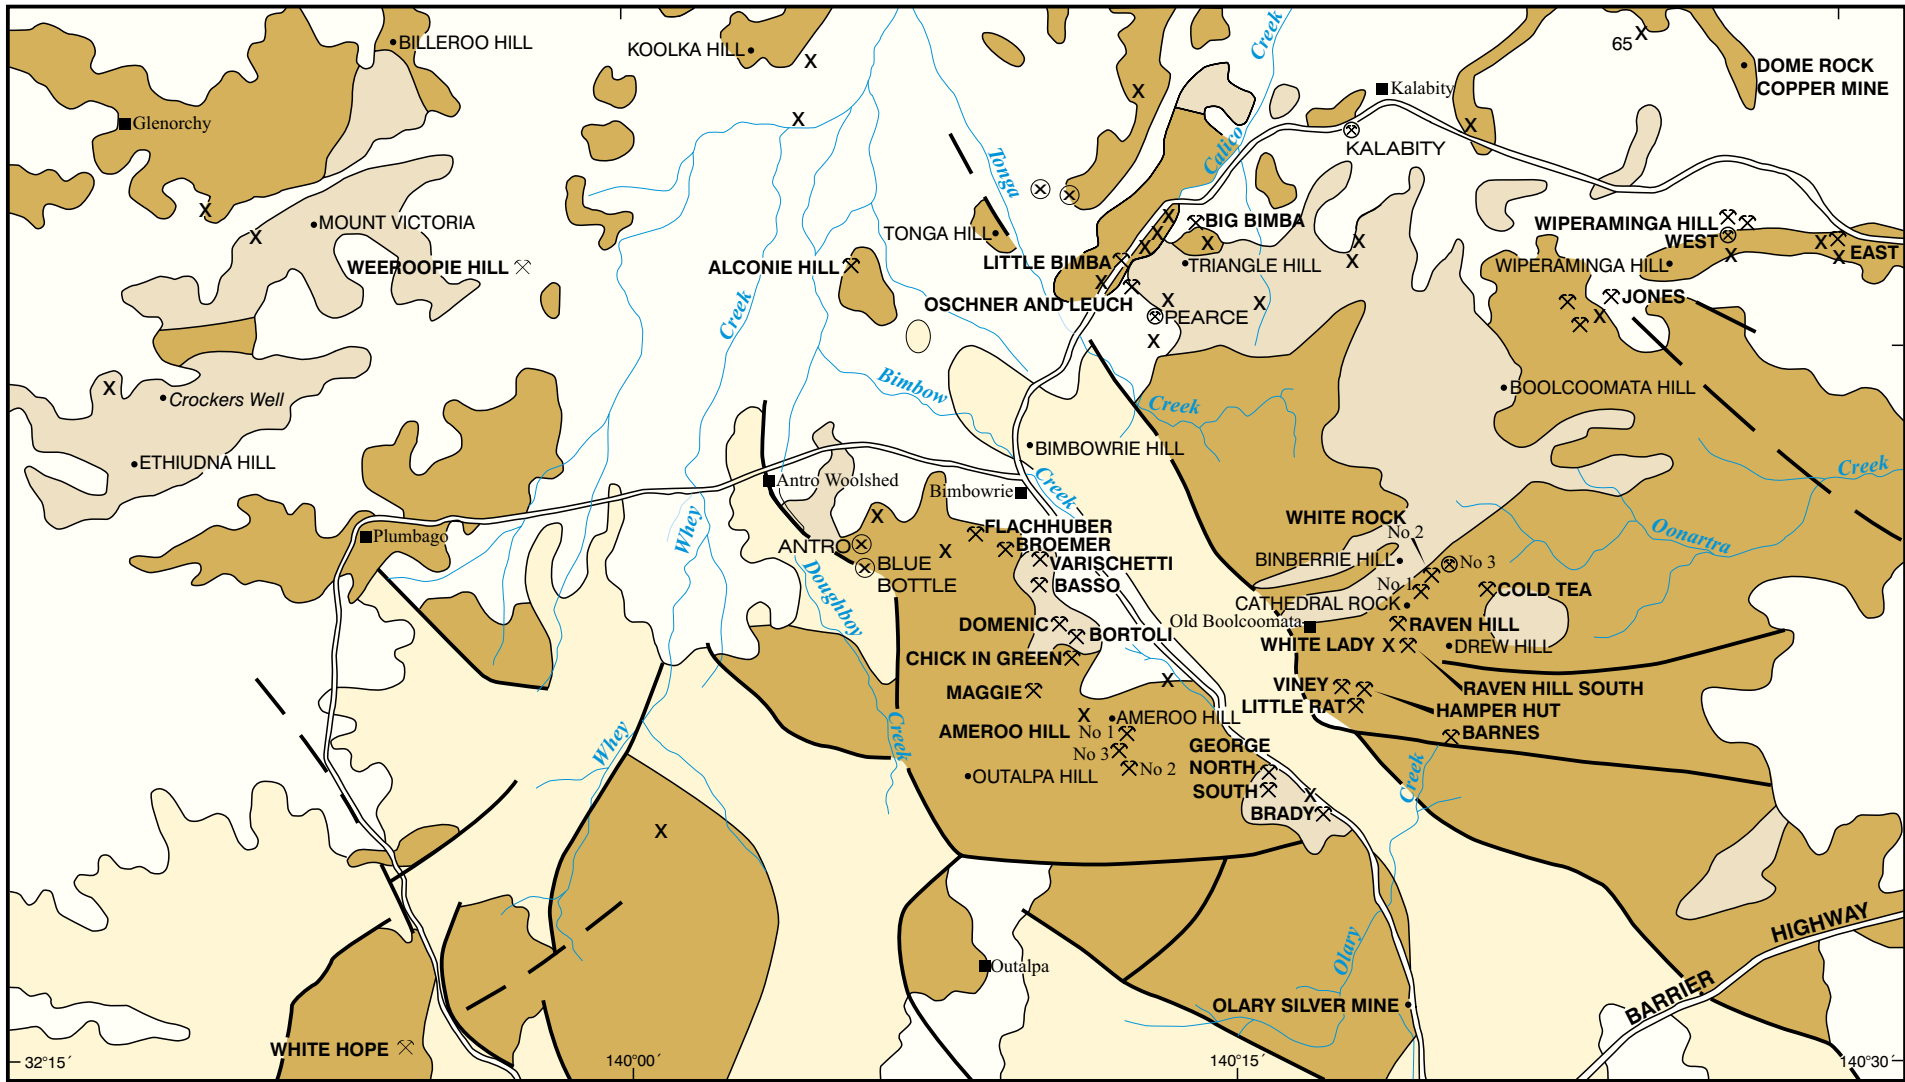 BILLEROO HILL
KOOLKA HILL
Creek
65
X
DOME ROCK
COPPER MINE
Glenorchy
Kalabity
KALABITY
Calico
Tonga
MOUNT VICTORIA
TONGA HILL
BIG BIMBA
WIPERAMINGA HILL
WEST
EAST
WEEROOPIE HILL
ALCONIE HILL
LITTLE BIMBA
TRIANGLE HILL
WIPERAMINGA HILL
OSCHNER AND LEUCH
JONES
PEARCE
Creek
Bimbow
Creek
BOOLCOOMATA HILL
Crockers Well
BIMBOWRIE HILL
ETHIUDNA HILL
Antro Woolshed
Bimbowrie
Creek
Creek
Plumbago
Whey
FLACHHUBER
WHITE ROCK
No 2
Oonartra
ANTRO
BROEMER
BLUE
BOTTLE
VARISCHETTI
BINBERRIE HILL
No 3
BASSO
No 1
COLD TEA
Doughboy
CATHEDRAL ROCK
DOMENIC
BORTOLI
Old Boolcoomata
RAVEN HILL
CHICK IN GREEN
WHITE LADY
DREW HILL
MAGGIE
VINEY
RAVEN HILL SOUTH
LITTLE RAT
HAMPER HUT
AMEROO HILL
AMEROO HILL
No 1
BARNES
Whey
Creek
No 3
GEORGE
NORTH
No 2
OUTALPA HILL
SOUTH
Creek
BRADY
HIGHWAY
Olary
Outalpa
BARRIER
OLARY SILVER MINE
WHITE HOPE
32°15´
140°00´
140°15´
140°30´